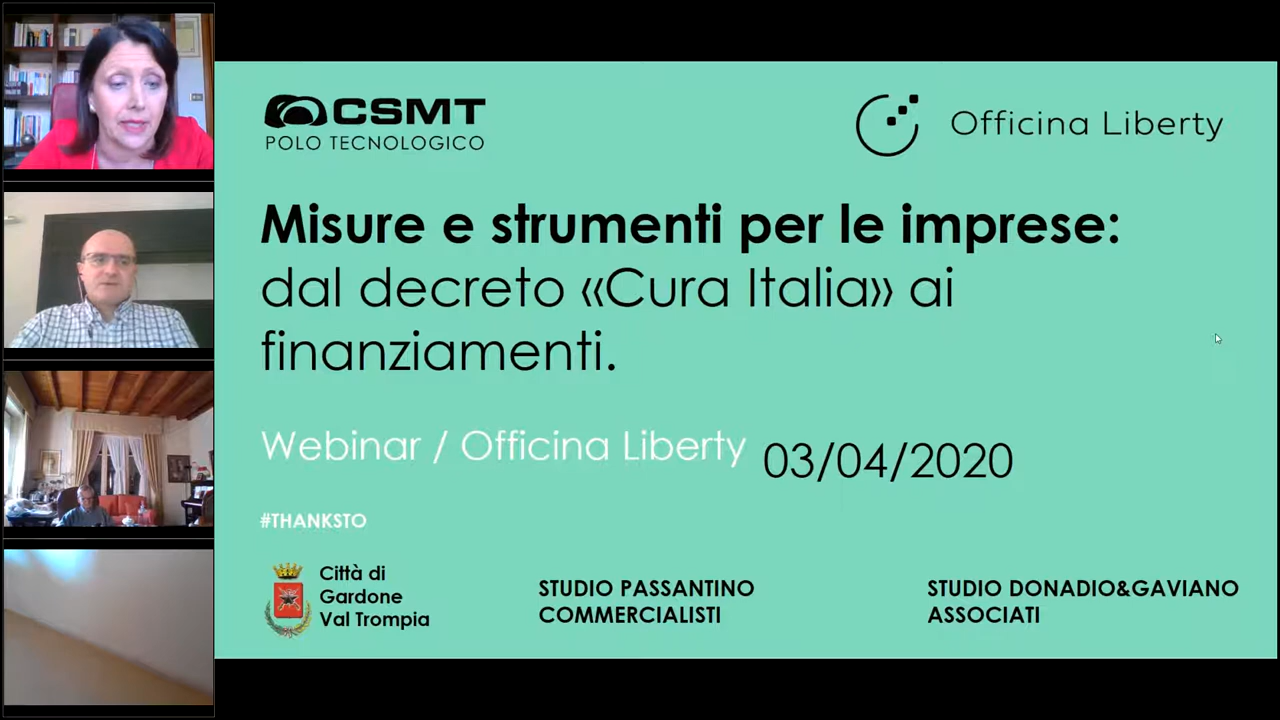 CSMT
POLO TECNOLOGICO
Officina Liberty
Misure e strumenti per le imprese:
dal decreto «Cura Italia» ai
finanziamenti.
Webinar / Officina Liberty 03/04/2020
#THANKSTO
Città di
Gardone
Val Trompia
STUDIO PASSANTINO
COMMERCIALISTI
STUDIO DONADIO&GAVIANO
ASSOCIATI